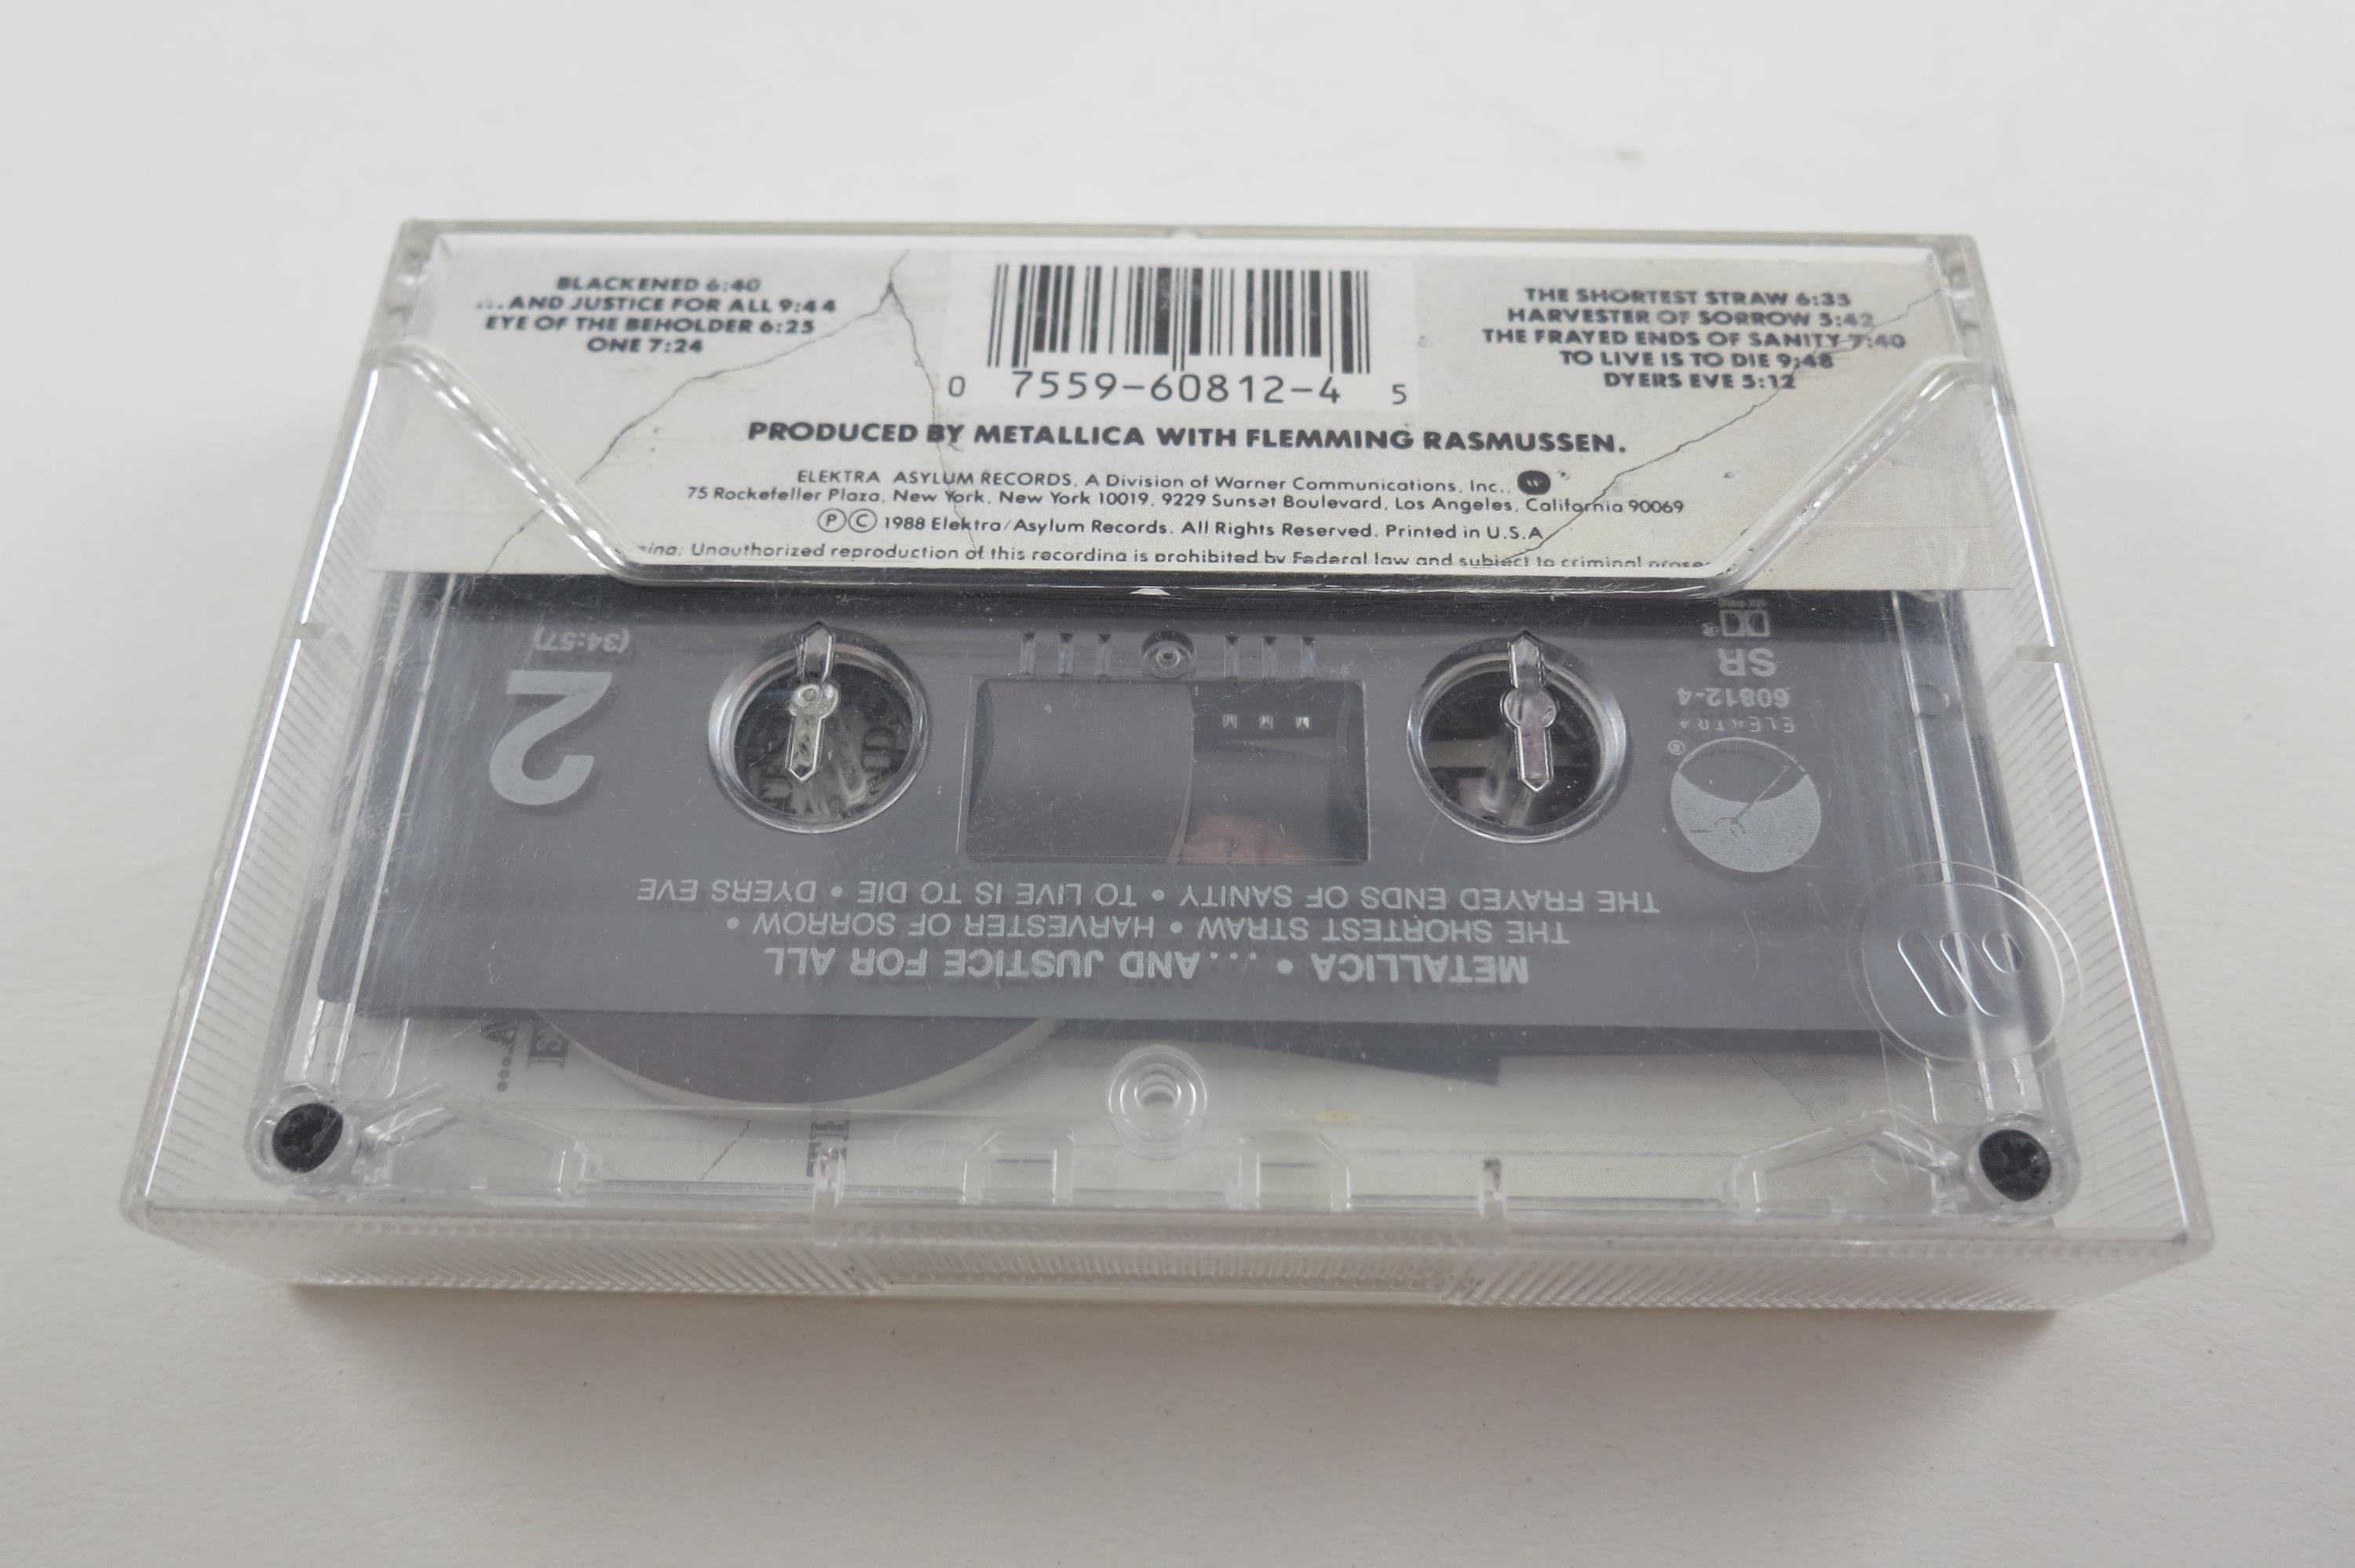 BLACKENED 6:40
...AND JUSTICE FOR ALL 9:44
EYE OF THE BEHOLDER 6:25
ONE 7:24
0 7559-60812-4 5
THE SHORTEST STRAW 6:35
HARVESTER OF SORROW 5:42
THE FRAYED ENDS OF SANITY 7:40
TO LIVE IS TO DIE 9:48
DYERS EVE 5:12
PRODUCED BY METALLICA WITH FLEMMING RASMUSSEN.
ELEKTRA ASYLUM RECORDS, A Division of Warner Communications, Inc.,
75 Rockefeller Plaza, New York, New York 10019, 9229 Sunset Boulevard, Los Angeles, California 90069
Ⓟ© 1988 Elektra/Asylum Records. All Rights Reserved. Printed in U.S.A
Unauthorized reproduction of this recording is prohibited by Federal law and subject to criminal
METALLICA • ...AND JUSTICE FOR ALL
THE SHORTEST STRAW • HARVESTER OF SORROW •
THE FRAYED ENDS OF SANITY • TO LIVE IS TO DIE • DYERS EVE
ELEKTRA ®
60812-4
SR
2
(34:57)